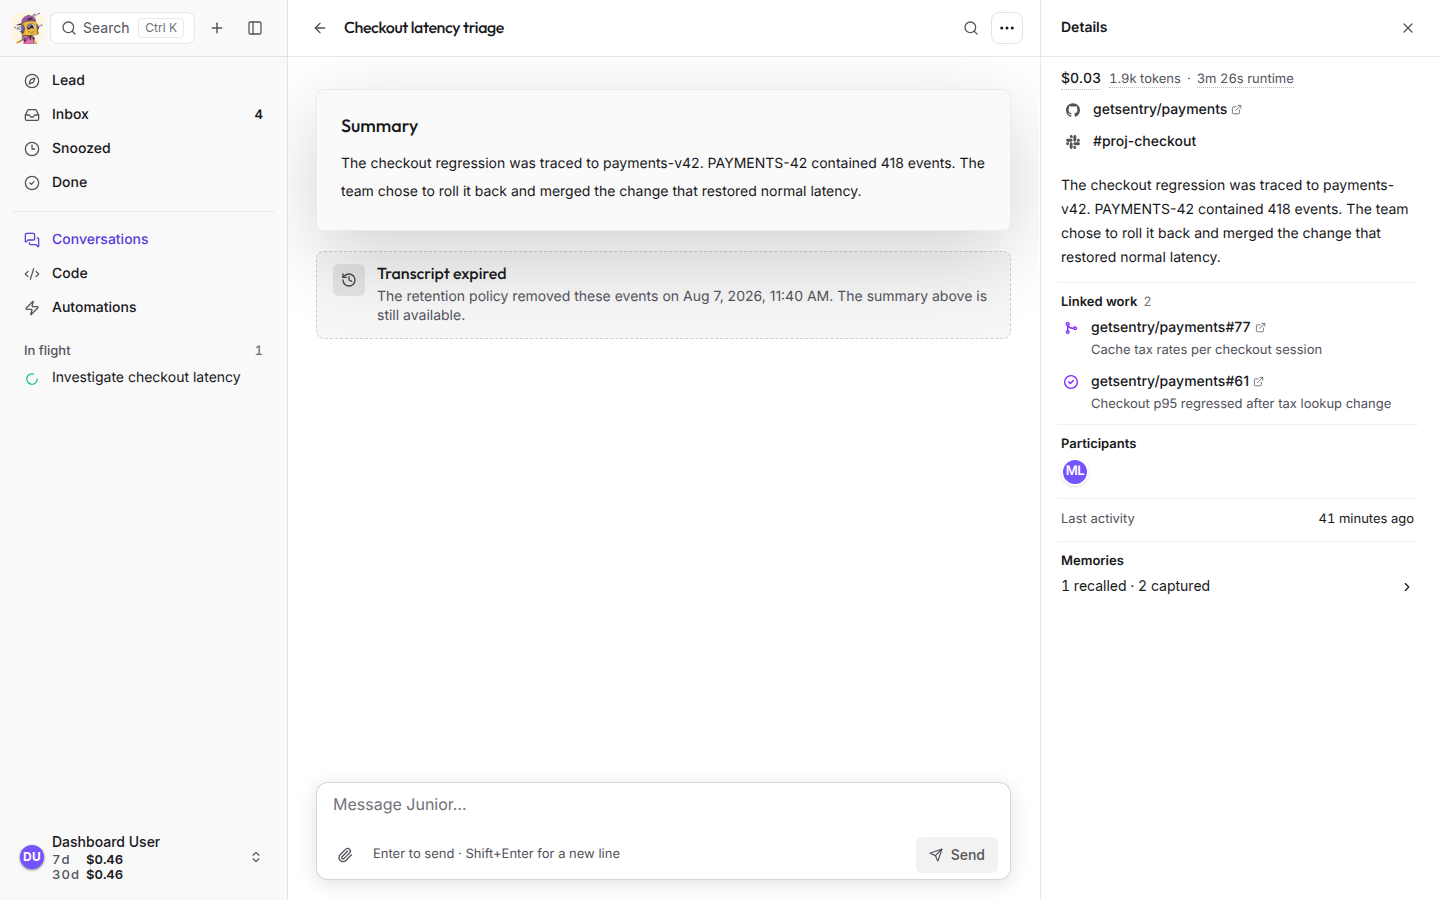 Search Ctrl K
Lead
Inbox 4
Snoozed
Done
Conversations
Code
Automations
In flight 1
Investigate checkout latency
DU
Dashboard User
7d $0.46
30d $0.46
Checkout latency triage
Summary
The checkout regression was traced to payments-v42. PAYMENTS-42 contained 418 events. The
team chose to roll it back and merged the change that restored normal latency.
Transcript expired
The retention policy removed these events on Aug 7, 2026, 11:40 AM. The summary above is
still available.
Message Junior...
Enter to send · Shift+Enter for a new line
Send
Details
$0.03 1.9k tokens · 3m 26s runtime
getsentry/payments
#proj-checkout
The checkout regression was traced to payments-
v42. PAYMENTS-42 contained 418 events. The team
chose to roll it back and merged the change that
restored normal latency.
Linked work 2
getsentry/payments#77
Cache tax rates per checkout session
getsentry/payments#61
Checkout p95 regressed after tax lookup change
Participants
ML
Last activity 41 minutes ago
Memories
1 recalled · 2 captured